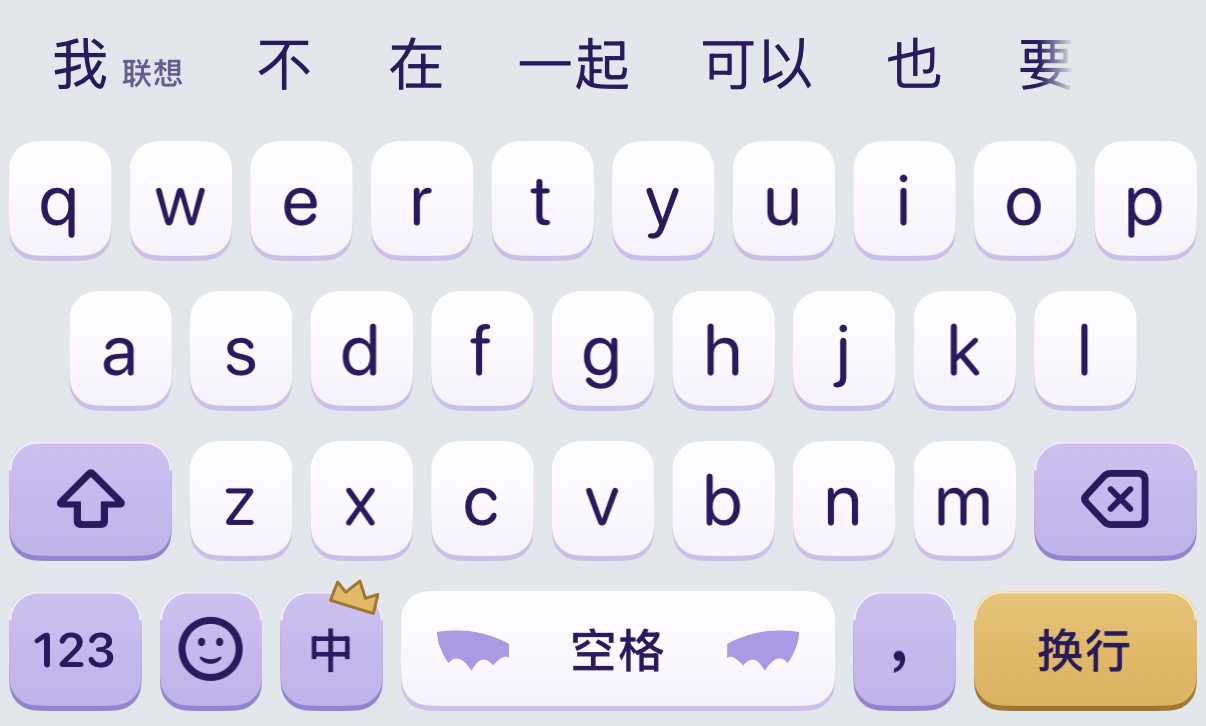 我 联想 不 在 一起 可以 也 要
q w e r t y u i o p
a s d f g h j k l
z x c v b n m
123 中 空格 ， 换行